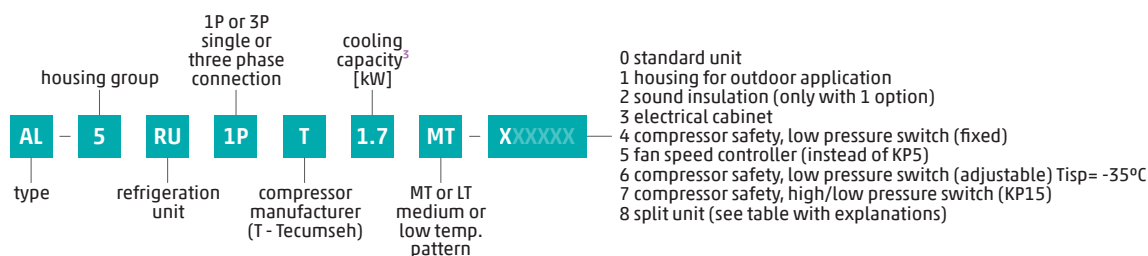 1P or 3P
single or
three phase
connection
cooling
capacity³
[kW]
housing group
AL – 5 RU 1P T 1.7 MT – XXXXXX
type
refrigeration
unit
compressor
manufacturer
(T - Tecumseh)
MT or LT
medium or
low temp.
pattern
0 standard unit
1 housing for outdoor application
2 sound insulation (only with 1 option)
3 electrical cabinet
4 compressor safety, low pressure switch (fixed)
5 fan speed controller (instead of KP5)
6 compressor safety, low pressure switch (adjustable) Tisp= -35ºC
7 compressor safety, high/low pressure switch (KP15)
8 split unit (see table with explanations)